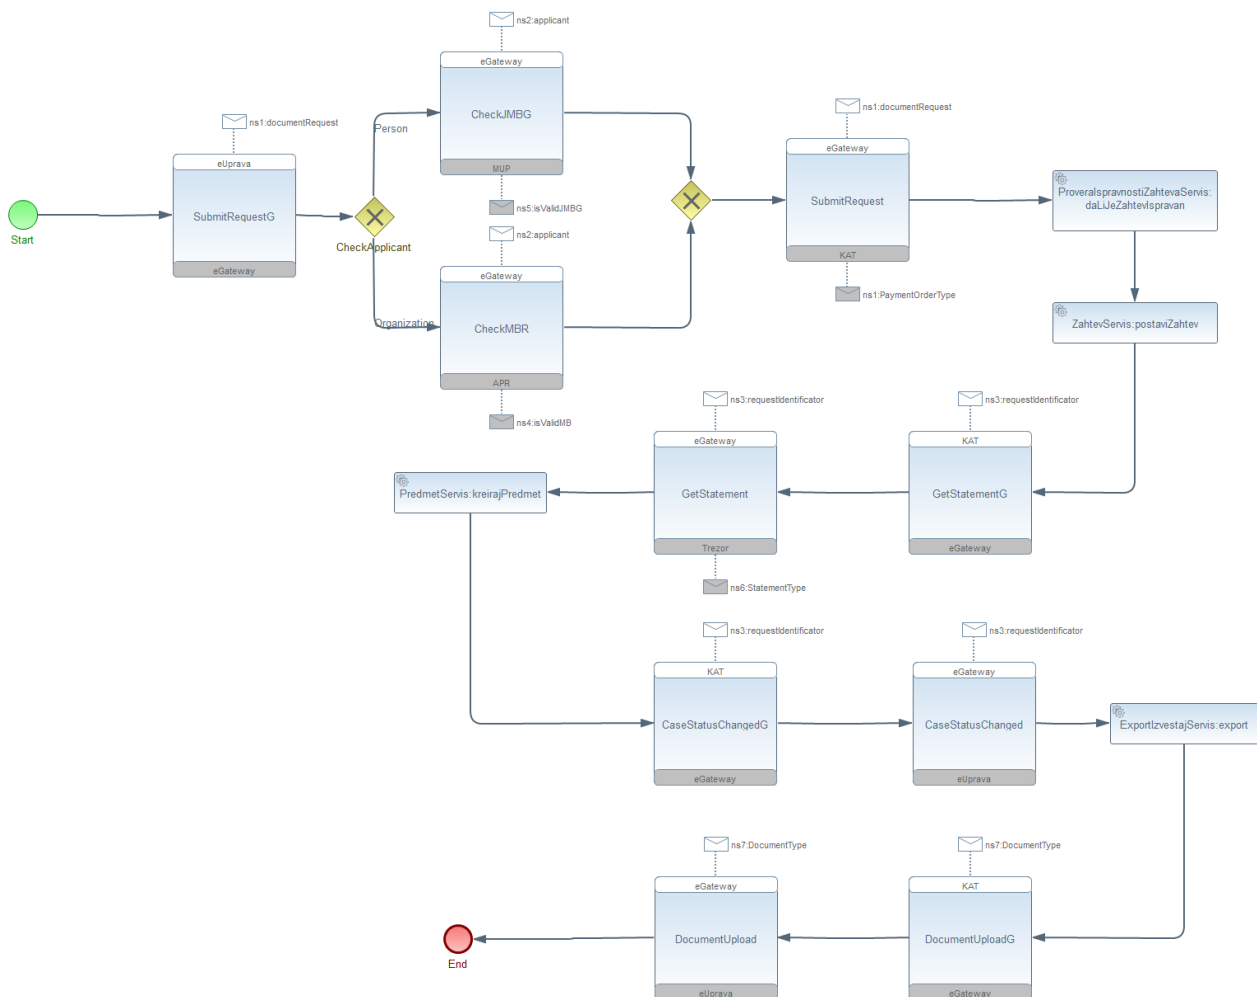 ns2:applicant
eGateway
CheckJMBG
MUP
ns5:isValidJMBG
ns1:documentRequest
eUprava
SubmitRequestG
eGateway
Start
Person
CheckApplicant
Organization
ns2:applicant
eGateway
CheckMBR
APR
ns4:isValidMB
ns1:documentRequest
eGateway
SubmitRequest
KAT
ns1:PaymentOrderType
ProveraIspravnostiZahtevaServis:
daLiJeZahtevIspravan
ZahtevServis:postaviZahtev
ns3:requestIdentificator
KAT
GetStatementG
eGateway
ns3:requestIdentificator
eGateway
GetStatement
Trezor
ns6:StatementType
PredmetServis:kreirajPredmet
ns3:requestIdentificator
KAT
CaseStatusChangedG
eGateway
ns3:requestIdentificator
eGateway
CaseStatusChanged
eUprava
ExportIzvestajServis:export
ns7:DocumentType
KAT
DocumentUploadG
eGateway
ns7:DocumentType
eGateway
DocumentUpload
eUprava
End